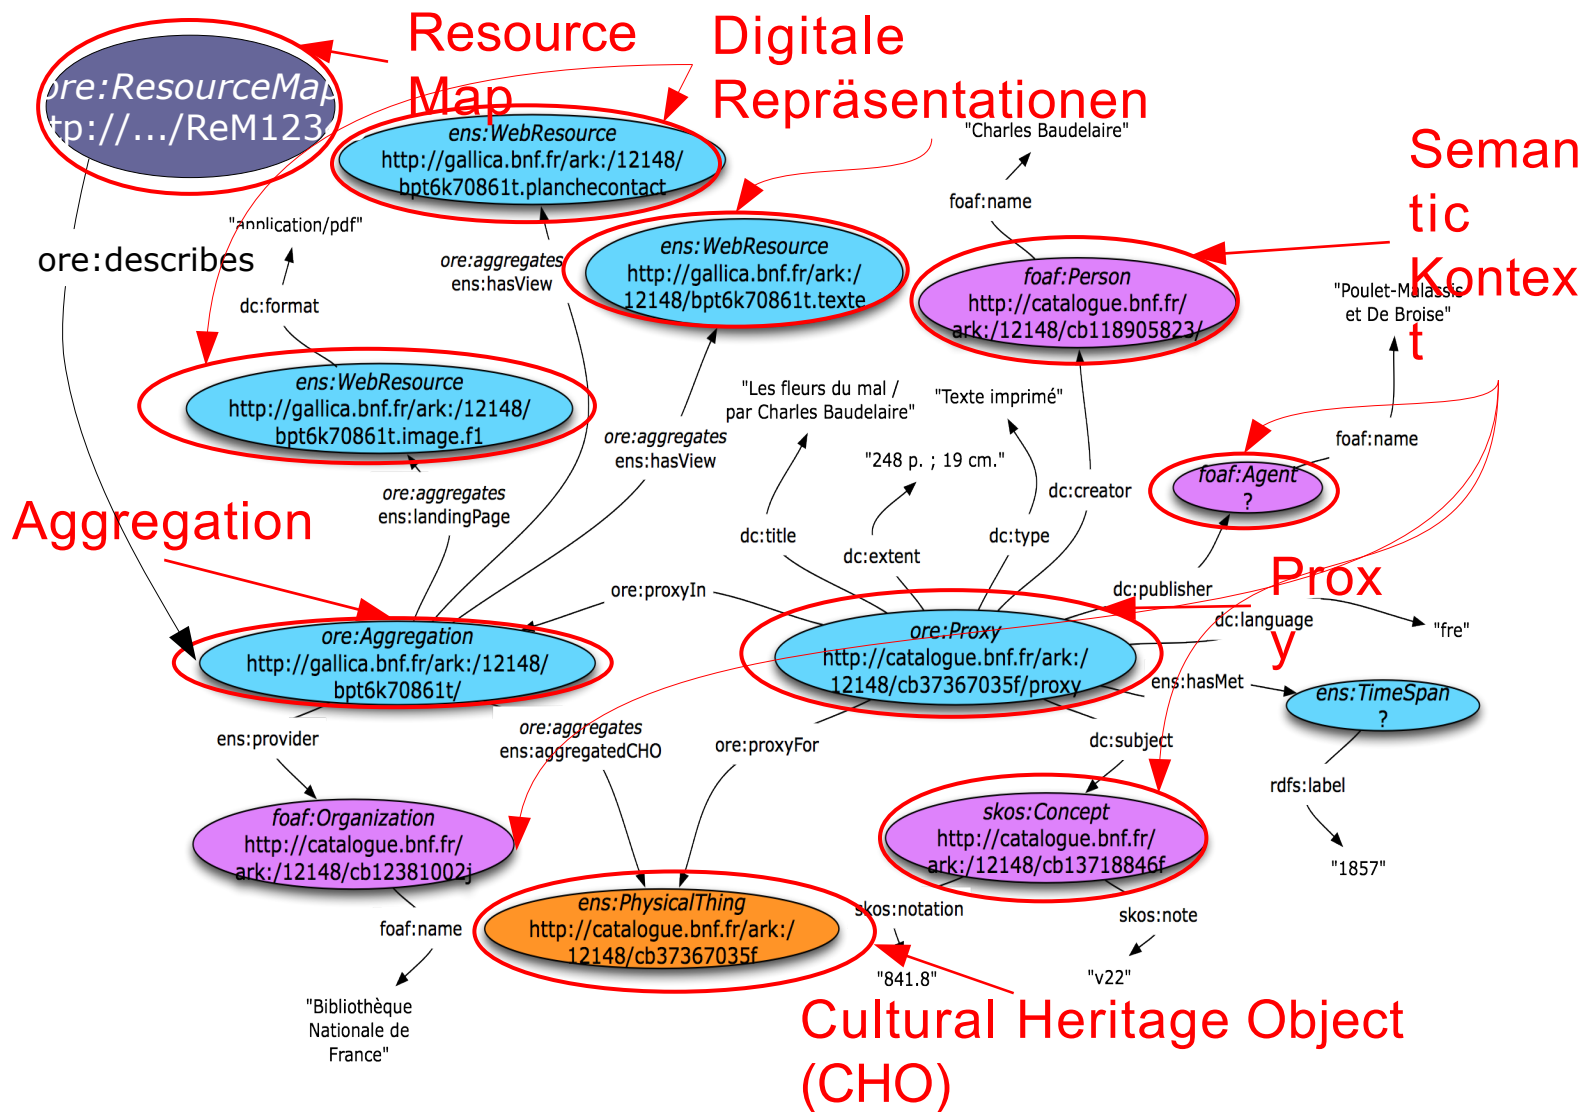 Resource
Map
Digitale
Repräsentationen
ore:ResourceMap
tp://.../ReM123
ens:WebResource
http://gallica.bnf.fr/ark:/12148/
bpt6k70861t.planchecontact
"Charles Baudelaire"
Seman
tic
Kontex
t
foaf:name
"application/pdf"
ore:describes
ore:aggregates
ens:hasView
ens:WebResource
http://gallica.bnf.fr/ark:/
12148/bpt6k70861t.texte
foaf:Person
http://catalogue.bnf.fr/
ark:/12148/cb118905823/
"Poulet-Malassis
et De Broise"
dc:format
ens:WebResource
http://gallica.bnf.fr/ark:/12148/
bpt6k70861t.image.f1
"Les fleurs du mal /
par Charles Baudelaire"
"Texte imprimé"
ore:aggregates
ens:hasView
"248 p. ; 19 cm."
foaf:name
foaf:Agent
?
ore:aggregates
ens:landingPage
dc:creator
Aggregation
dc:title
dc:extent
dc:type
ore:proxyIn
dc:publisher
Prox
y
dc:language
"fre"
ore:Aggregation
http://gallica.bnf.fr/ark:/12148/
bpt6k70861t/
ore:Proxy
http://catalogue.bnf.fr/ark:/
12148/cb37367035f/proxy
ens:hasMet
ens:TimeSpan
?
ens:provider
ore:aggregates
ens:aggregatedCHO
ore:proxyFor
dc:subject
rdfs:label
foaf:Organization
http://catalogue.bnf.fr/
ark:/12148/cb12381002j
skos:Concept
http://catalogue.bnf.fr/
ark:/12148/cb13718846f
"1857"
foaf:name
ens:PhysicalThing
http://catalogue.bnf.fr/ark:/
12148/cb37367035f
skos:notation
skos:note
"841.8"
"v22"
"Bibliothèque
Nationale de
France"
Cultural Heritage Object
(CHO)